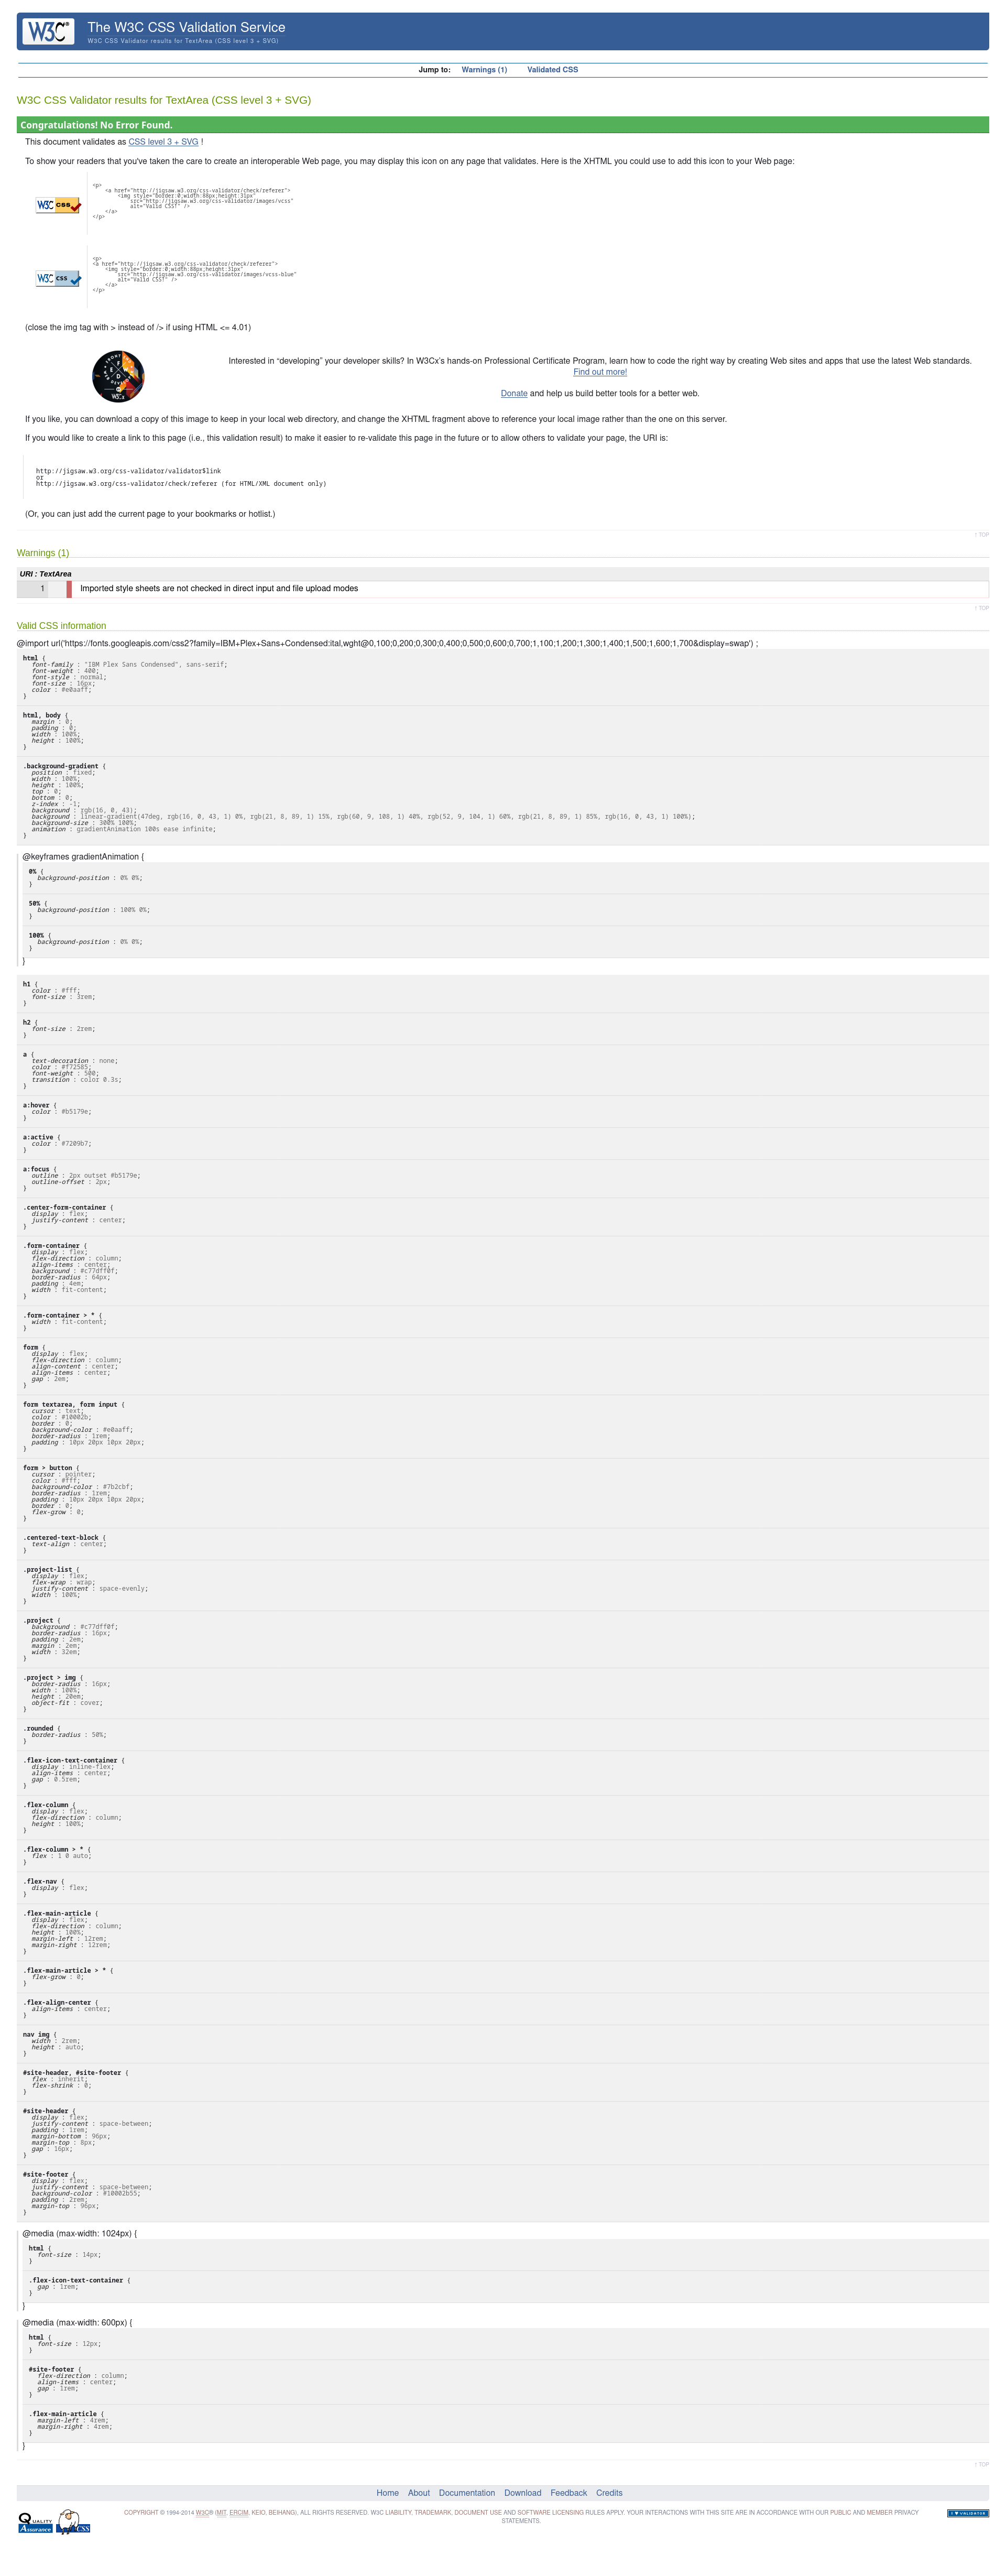 W3C®
The W3C CSS Validation Service
W3C CSS Validator results for TextArea (CSS level 3 + SVG)
Jump to: Warnings (1) Validated CSS
W3C CSS Validator results for TextArea (CSS level 3 + SVG)
Congratulations! No Error Found.
This document validates as CSS level 3 + SVG !
To show your readers that you've taken the care to create an interoperable Web page, you may display this icon on any page that validates. Here is the XHTML you could use to add this icon to your Web page:
W3C css
<p>
<a href="http://jigsaw.w3.org/css-validator/check/referer">
<img style="border:0;width:88px;height:31px"
src="http://jigsaw.w3.org/css-validator/images/vcss"
alt="Valid CSS!" />
</a>
</p>
W3C css
<p>
<a href="http://jigsaw.w3.org/css-validator/check/referer">
<img style="border:0;width:88px;height:31px"
src="http://jigsaw.w3.org/css-validator/images/vcss-blue"
alt="Valid CSS!" />
</a>
</p>
(close the img tag with > instead of /> if using HTML <= 4.01)
Interested in “developing” your developer skills? In W3Cx's hands-on Professional Certificate Program, learn how to code the right way by creating Web sites and apps that use the latest Web standards.
Find out more!
Donate and help us build better tools for a better web.
If you like, you can download a copy of this image to keep in your local web directory, and change the XHTML fragment above to reference your local image rather than the one on this server.
If you would like to create a link to this page (i.e., this validation result) to make it easier to re-validate this page in the future or to allow others to validate your page, the URI is:
http://jigsaw.w3.org/css-validator/validator$link
or
http://jigsaw.w3.org/css-validator/check/referer (for HTML/XML document only)
(Or, you can just add the current page to your bookmarks or hotlist.)
↑ TOP
Warnings (1)
URI : TextArea
1 Imported style sheets are not checked in direct input and file upload modes
↑ TOP
Valid CSS information
@import url('https://fonts.googleapis.com/css2?family=IBM+Plex+Sans+Condensed:ital,wght@0,100;0,200;0,300;0,400;0,500;0,600;0,700;1,100;1,200;1,300;1,400;1,500;1,600;1,700&display=swap') ;
html {
font-family : "IBM Plex Sans Condensed", sans-serif;
font-weight : 400;
font-style : normal;
font-size : 16px;
color : #e0aaff;
}
html, body {
margin : 0;
padding : 0;
width : 100%;
height : 100%;
}
.background-gradient {
position : fixed;
width : 100%;
height : 100%;
top : 0;
bottom : 0;
z-index : -1;
background : rgb(16, 0, 43);
background : linear-gradient(47deg, rgb(16, 0, 43, 1) 0%, rgb(21, 8, 89, 1) 15%, rgb(60, 9, 108, 1) 40%, rgb(52, 9, 104, 1) 60%, rgb(21, 8, 89, 1) 85%, rgb(16, 0, 43, 1) 100%);
background-size : 300% 100%;
animation : gradientAnimation 100s ease infinite;
}
@keyframes gradientAnimation {
0% {
background-position : 0% 0%;
}
50% {
background-position : 100% 0%;
}
100% {
background-position : 0% 0%;
}
}
h1 {
color : #fff;
font-size : 3rem;
}
h2 {
font-size : 2rem;
}
a {
text-decoration : none;
color : #f72585;
font-weight : 500;
transition : color 0.3s;
}
a:hover {
color : #b5179e;
}
a:active {
color : #7209b7;
}
a:focus {
outline : 2px outset #b5179e;
outline-offset : 2px;
}
.center-form-container {
display : flex;
justify-content : center;
}
.form-container {
display : flex;
flex-direction : column;
align-items : center;
background : #c77dff0f;
border-radius : 64px;
padding : 4em;
width : fit-content;
}
.form-container > * {
width : fit-content;
}
form {
display : flex;
flex-direction : column;
align-content : center;
align-items : center;
gap : 2em;
}
form textarea, form input {
cursor : text;
color : #10002b;
border : 0;
background-color : #e0aaff;
border-radius : 1rem;
padding : 10px 20px 10px 20px;
}
form > button {
cursor : pointer;
color : #fff;
background-color : #7b2cbf;
border-radius : 1rem;
padding : 10px 20px 10px 20px;
border : 0;
flex-grow : 0;
}
.centered-text-block {
text-align : center;
}
.project-list {
display : flex;
flex-wrap : wrap;
justify-content : space-evenly;
width : 100%;
}
.project {
background : #c77dff0f;
border-radius : 16px;
padding : 2em;
margin : 2em;
width : 32em;
}
.project > img {
border-radius : 16px;
width : 100%;
height : 20em;
object-fit : cover;
}
.rounded {
border-radius : 50%;
}
.flex-icon-text-container {
display : inline-flex;
align-items : center;
gap : 0.5rem;
}
.flex-column {
display : flex;
flex-direction : column;
height : 100%;
}
.flex-column > * {
flex : 1 0 auto;
}
.flex-nav {
display : flex;
}
.flex-main-article {
display : flex;
flex-direction : column;
height : 100%;
margin-left : 12rem;
margin-right : 12rem;
}
.flex-main-article > * {
flex-grow : 0;
}
.flex-align-center {
align-items : center;
}
nav img {
width : 2rem;
height : auto;
}
#site-header, #site-footer {
flex : inherit;
flex-shrink : 0;
}
#site-header {
display : flex;
justify-content : space-between;
padding : 1rem;
margin-bottom : 96px;
margin-top : 8px;
gap : 16px;
}
#site-footer {
display : flex;
justify-content : space-between;
background-color : #10002b55;
padding : 2rem;
margin-top : 96px;
}
@media (max-width: 1024px) {
html {
font-size : 14px;
}
.flex-icon-text-container {
gap : 1rem;
}
}
@media (max-width: 600px) {
html {
font-size : 12px;
}
#site-footer {
flex-direction : column;
align-items : center;
gap : 1rem;
}
.flex-main-article {
margin-left : 4rem;
margin-right : 4rem;
}
}
↑ TOP
Home About Documentation Download Feedback Credits
Quality Assurance CSS
COPYRIGHT © 1994-2014 W3C® (MIT, ERCIM, KEIO, BEIHANG), ALL RIGHTS RESERVED. W3C LIABILITY, TRADEMARK, DOCUMENT USE AND SOFTWARE LICENSING RULES APPLY. YOUR INTERACTIONS WITH THIS SITE ARE IN ACCORDANCE WITH OUR PUBLIC AND MEMBER PRIVACY
STATEMENTS.
I ♥ VALIDATOR